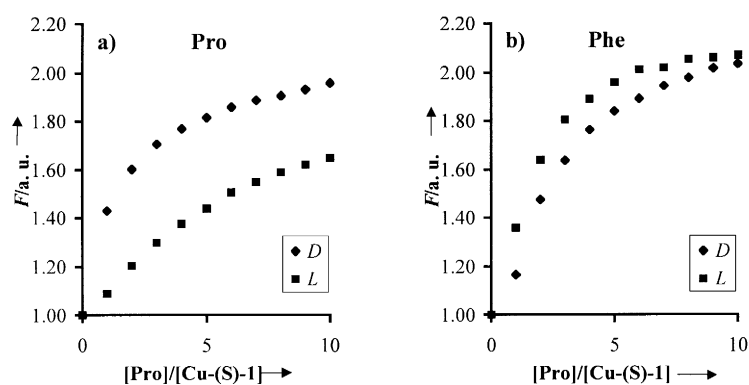 a) Pro
F/a. u.
2.20
2.00
1.80
1.60
1.40
1.20
1.00
0
5
10
D
L
[Pro]/[Cu-(S)-1]
b) Phe
F/a. u.
2.20
2.00
1.80
1.60
1.40
1.20
1.00
0
5
10
D
L
[Pro]/[Cu-(S)-1]